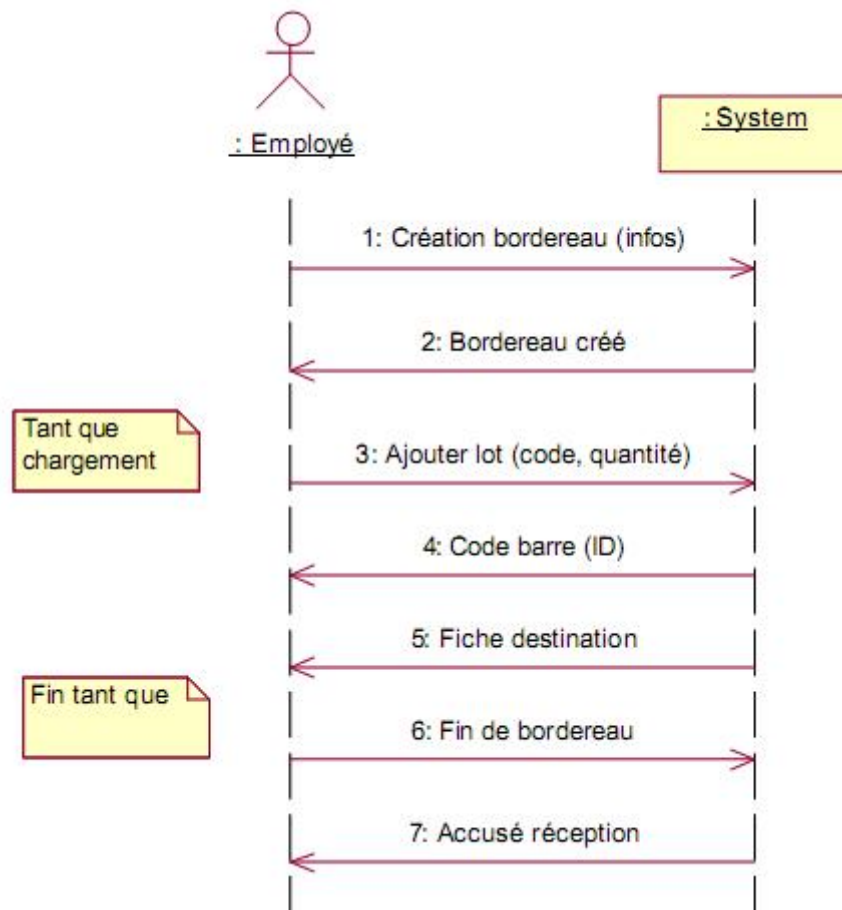 : Employé
: System
1: Création bordereau (infos)
2: Bordereau créé
Tant que
chargement
3: Ajouter lot (code, quantité)
4: Code barre (ID)
5: Fiche destination
Fin tant que
6: Fin de bordereau
7: Accusé réception